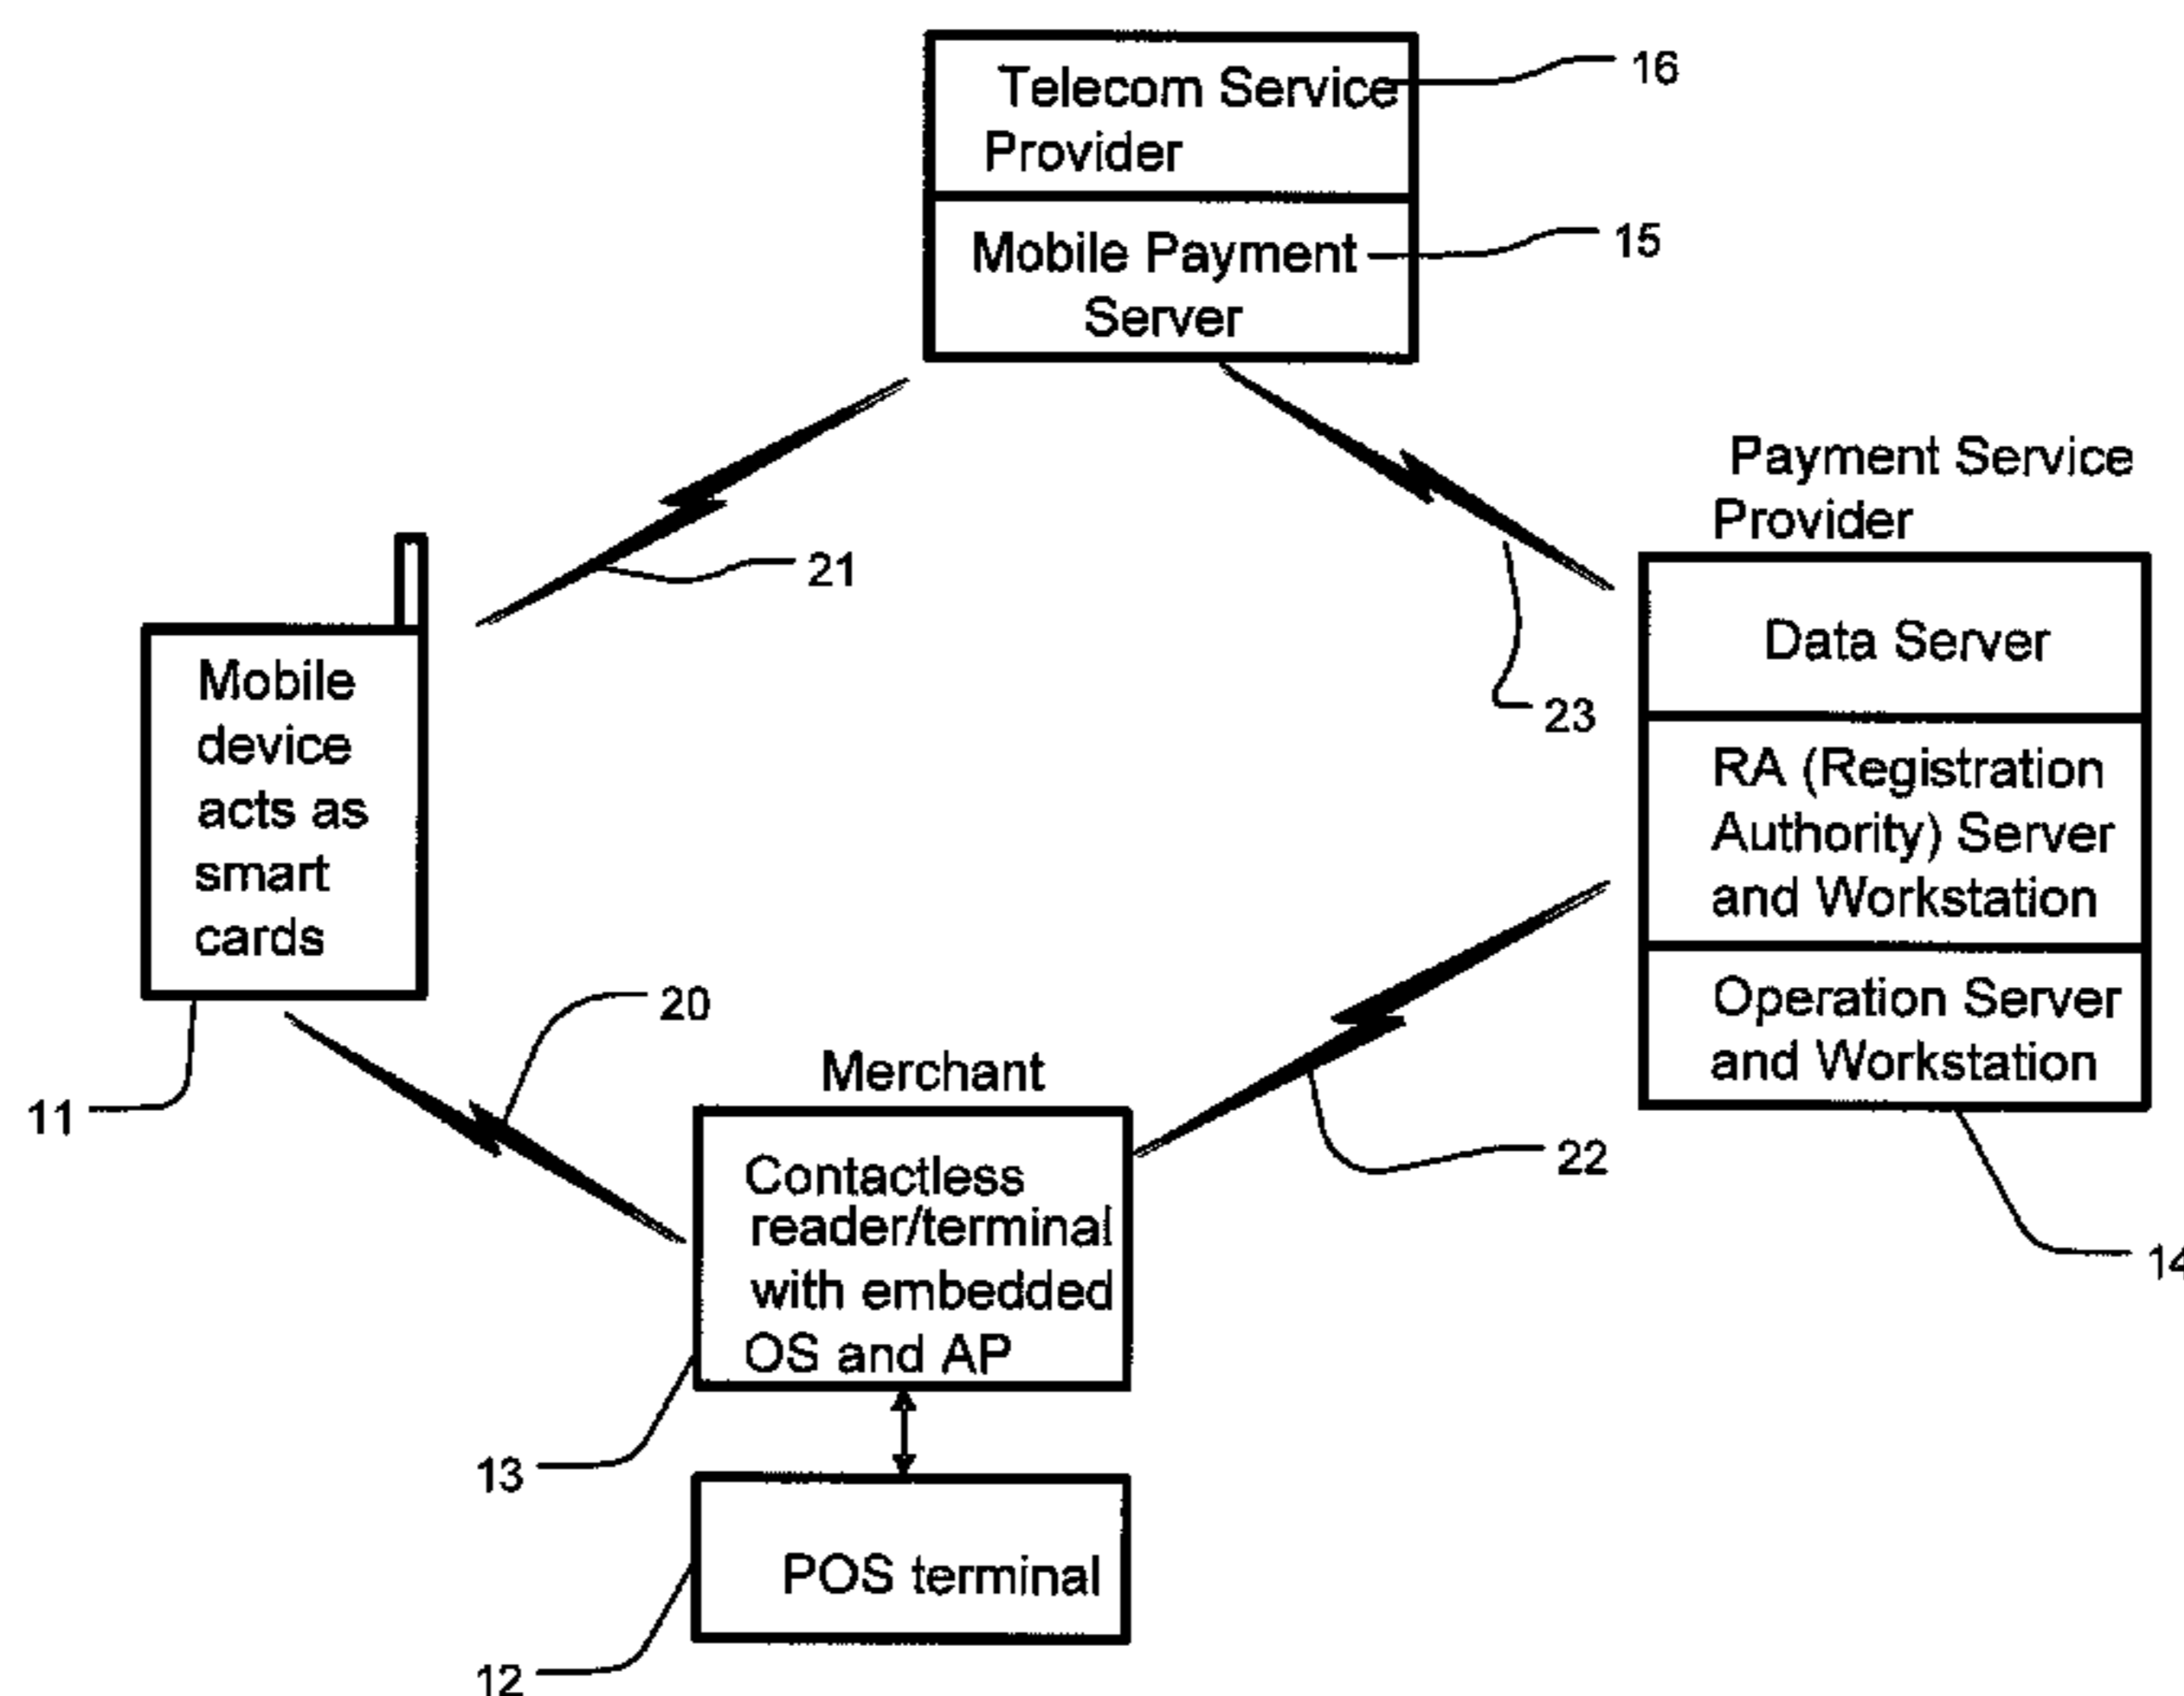 Telecom Service
Provider
16
Mobile Payment
Server
15
Payment Service
Provider
Data Server
RA (Registration
Authority) Server
and Workstation
Operation Server
and Workstation
14
21
23
Mobile
device
acts as
smart
cards
11
20
22
Merchant
Contactless
reader/terminal
with embedded
OS and AP
13
POS terminal
12